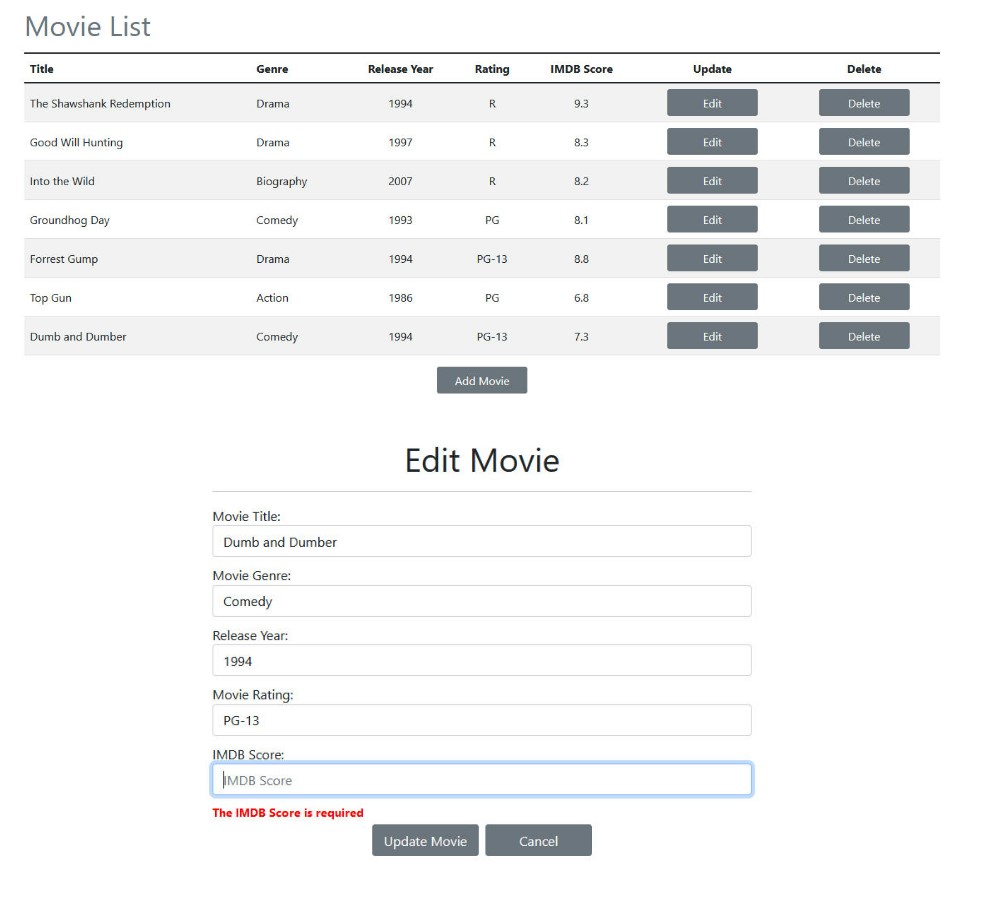 Movie List
Title Genre Release Year Rating IMDB Score Update Delete
The Shawshank Redemption Drama 1994 R 9.3 Edit Delete
Good Will Hunting Drama 1997 R 8.3 Edit Delete
Into the Wild Biography 2007 R 8.2 Edit Delete
Groundhog Day Comedy 1993 PG 8.1 Edit Delete
Forrest Gump Drama 1994 PG-13 8.8 Edit Delete
Top Gun Action 1986 PG 6.8 Edit Delete
Dumb and Dumber Comedy 1994 PG-13 7.3 Edit Delete
Add Movie
Edit Movie
Movie Title:
Dumb and Dumber
Movie Genre:
Comedy
Release Year:
1994
Movie Rating:
PG-13
IMDB Score:
IMDB Score
The IMDB Score is required
Update Movie Cancel